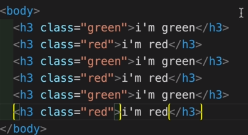 <body>
<h3 class="green">i'm green</h3>
<h3 class="red">i'm red</h3>
<h3 class="green">i'm green</h3>
<h3 class="red">i'm red</h3>
<h3 class="green">i'm green</h3>
<h3 class="red">i'm red</h3>
</body>